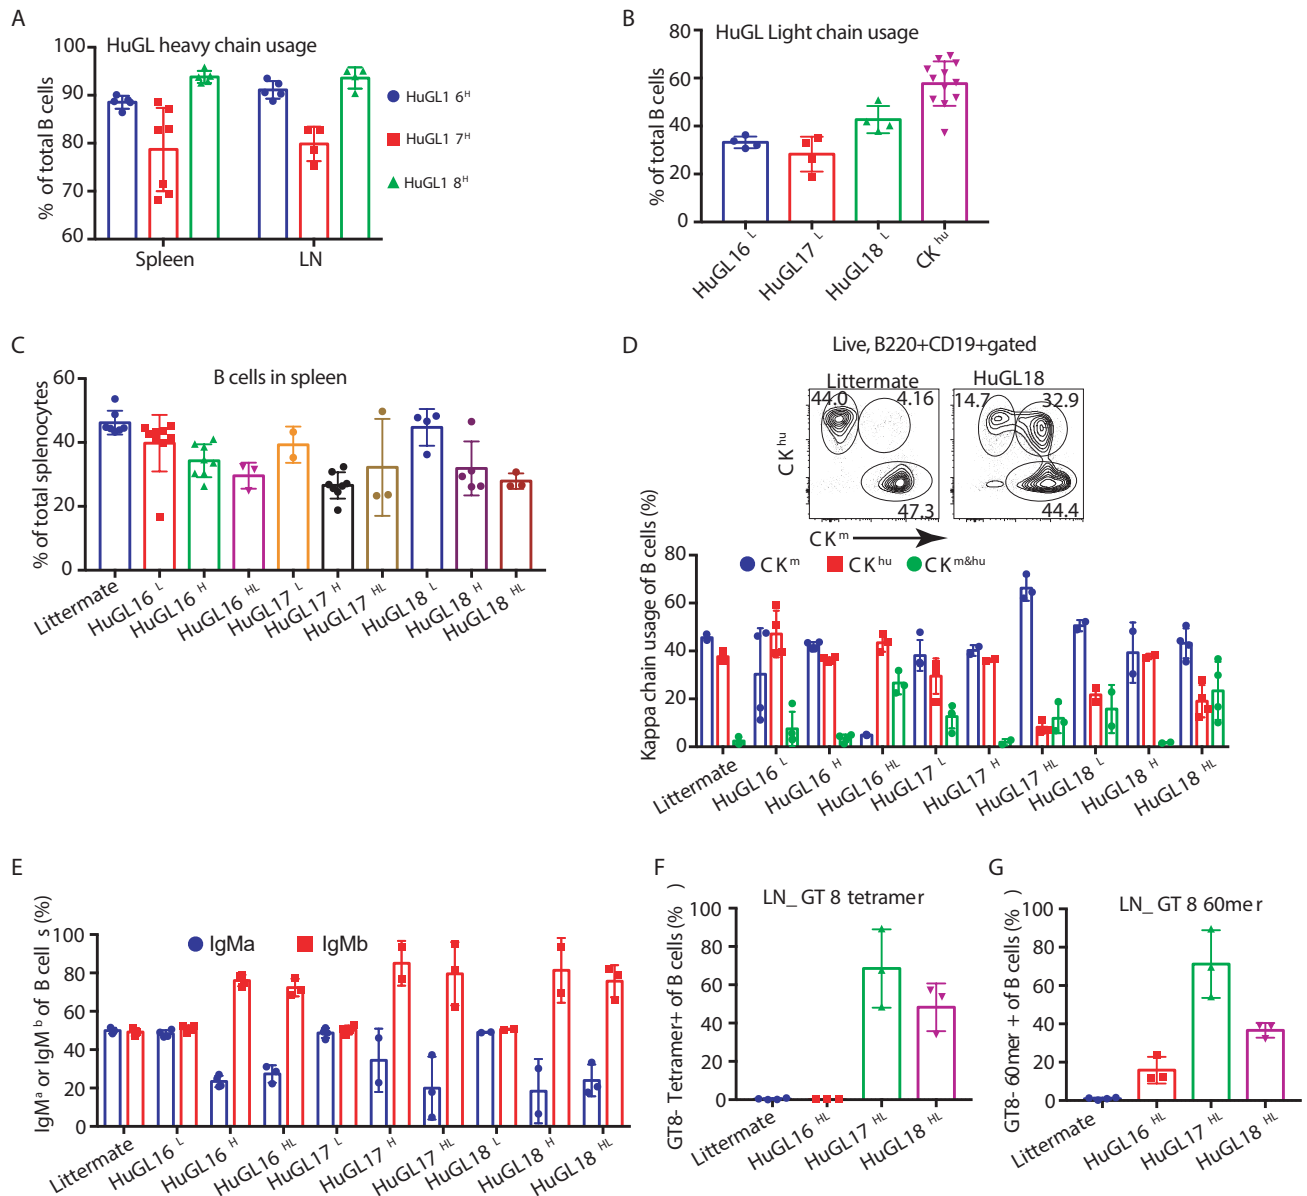 A
HuGL heavy chain usage
% of total B cells
100
90
80
70
60
Spleen
LN
HuGL1 6H
HuGL1 7H
HuGL1 8H
B
HuGL Light chain usage
% of total B cells
80
60
40
20
0
HuGL16 L
HuGL17 L
HuGL18 L
CK hu
C
B cells in spleen
% of total splenocytes
60
40
20
0
Littermate
HuGL16 L
HuGL16 H
HuGL16 HL
HuGL17 L
HuGL17 H
HuGL17 HL
HuGL18 L
HuGL18 H
HuGL18 HL
D
Live, B220+CD19+gated
Littermate
HuGL18
44.0
4.16
47.3
14.7
32.9
44.4
CK hu
CK m
CK m
CK hu
CK m&hu
Kappa chain usage of B cells (%)
80
60
40
20
0
Littermate
HuGL16 L
HuGL16 H
HuGL16 HL
HuGL17 L
HuGL17 H
HuGL17 HL
HuGL18 L
HuGL18 H
HuGL18 HL
E
IgMa
IgMb
IgM a or IgM b of B cell s (%)
100
80
60
40
20
0
Littermate
HuGL16 L
HuGL16 H
HuGL16 HL
HuGL17 L
HuGL17 H
HuGL17 HL
HuGL18 L
HuGL18 H
HuGL18 HL
F
LN_ GT 8 tetramer
GT8- Tetramer+ of B cells (% )
100
80
60
40
20
0
Littermate
HuGL16 HL
HuGL17 HL
HuGL18 HL
G
LN_ GT 8 60mer
GT8- 60mer + of B cells (% )
100
80
60
40
20
0
Littermate
HuGL16 HL
HuGL17 HL
HuGL18 HL